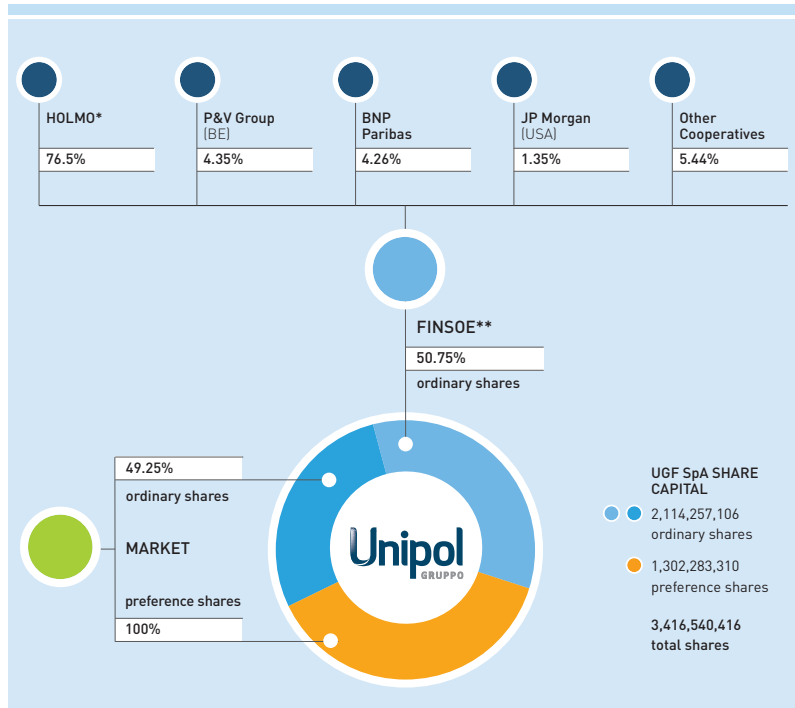 HOLMO*
76.5%
P&V Group
(BE)
4.35%
BNP
Paribas
4.26%
JP Morgan
(USA)
1.35%
Other
Cooperatives
5.44%
FINSOE**
50.75%
ordinary shares
49.25%
ordinary shares
MARKET
preference shares
100%
Unipol
GRUPPO
UGF SpA SHARE
CAPITAL
2,114,257,106
ordinary shares
1,302,283,310
preference shares
3,416,540,416
total shares